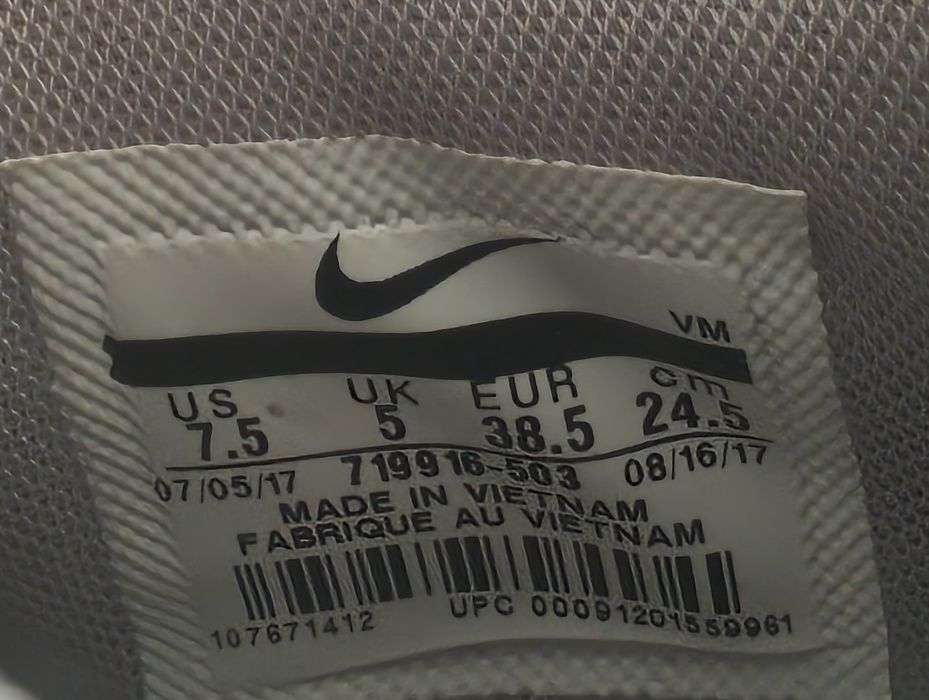 VM
US UK EUR cm
7.5 5 38.5 24.5
07/05/17 719916-503 08/16/17
MADE IN VIETNAM
FABRIQUE AU VIETNAM
107671412 UPC 00091201559961